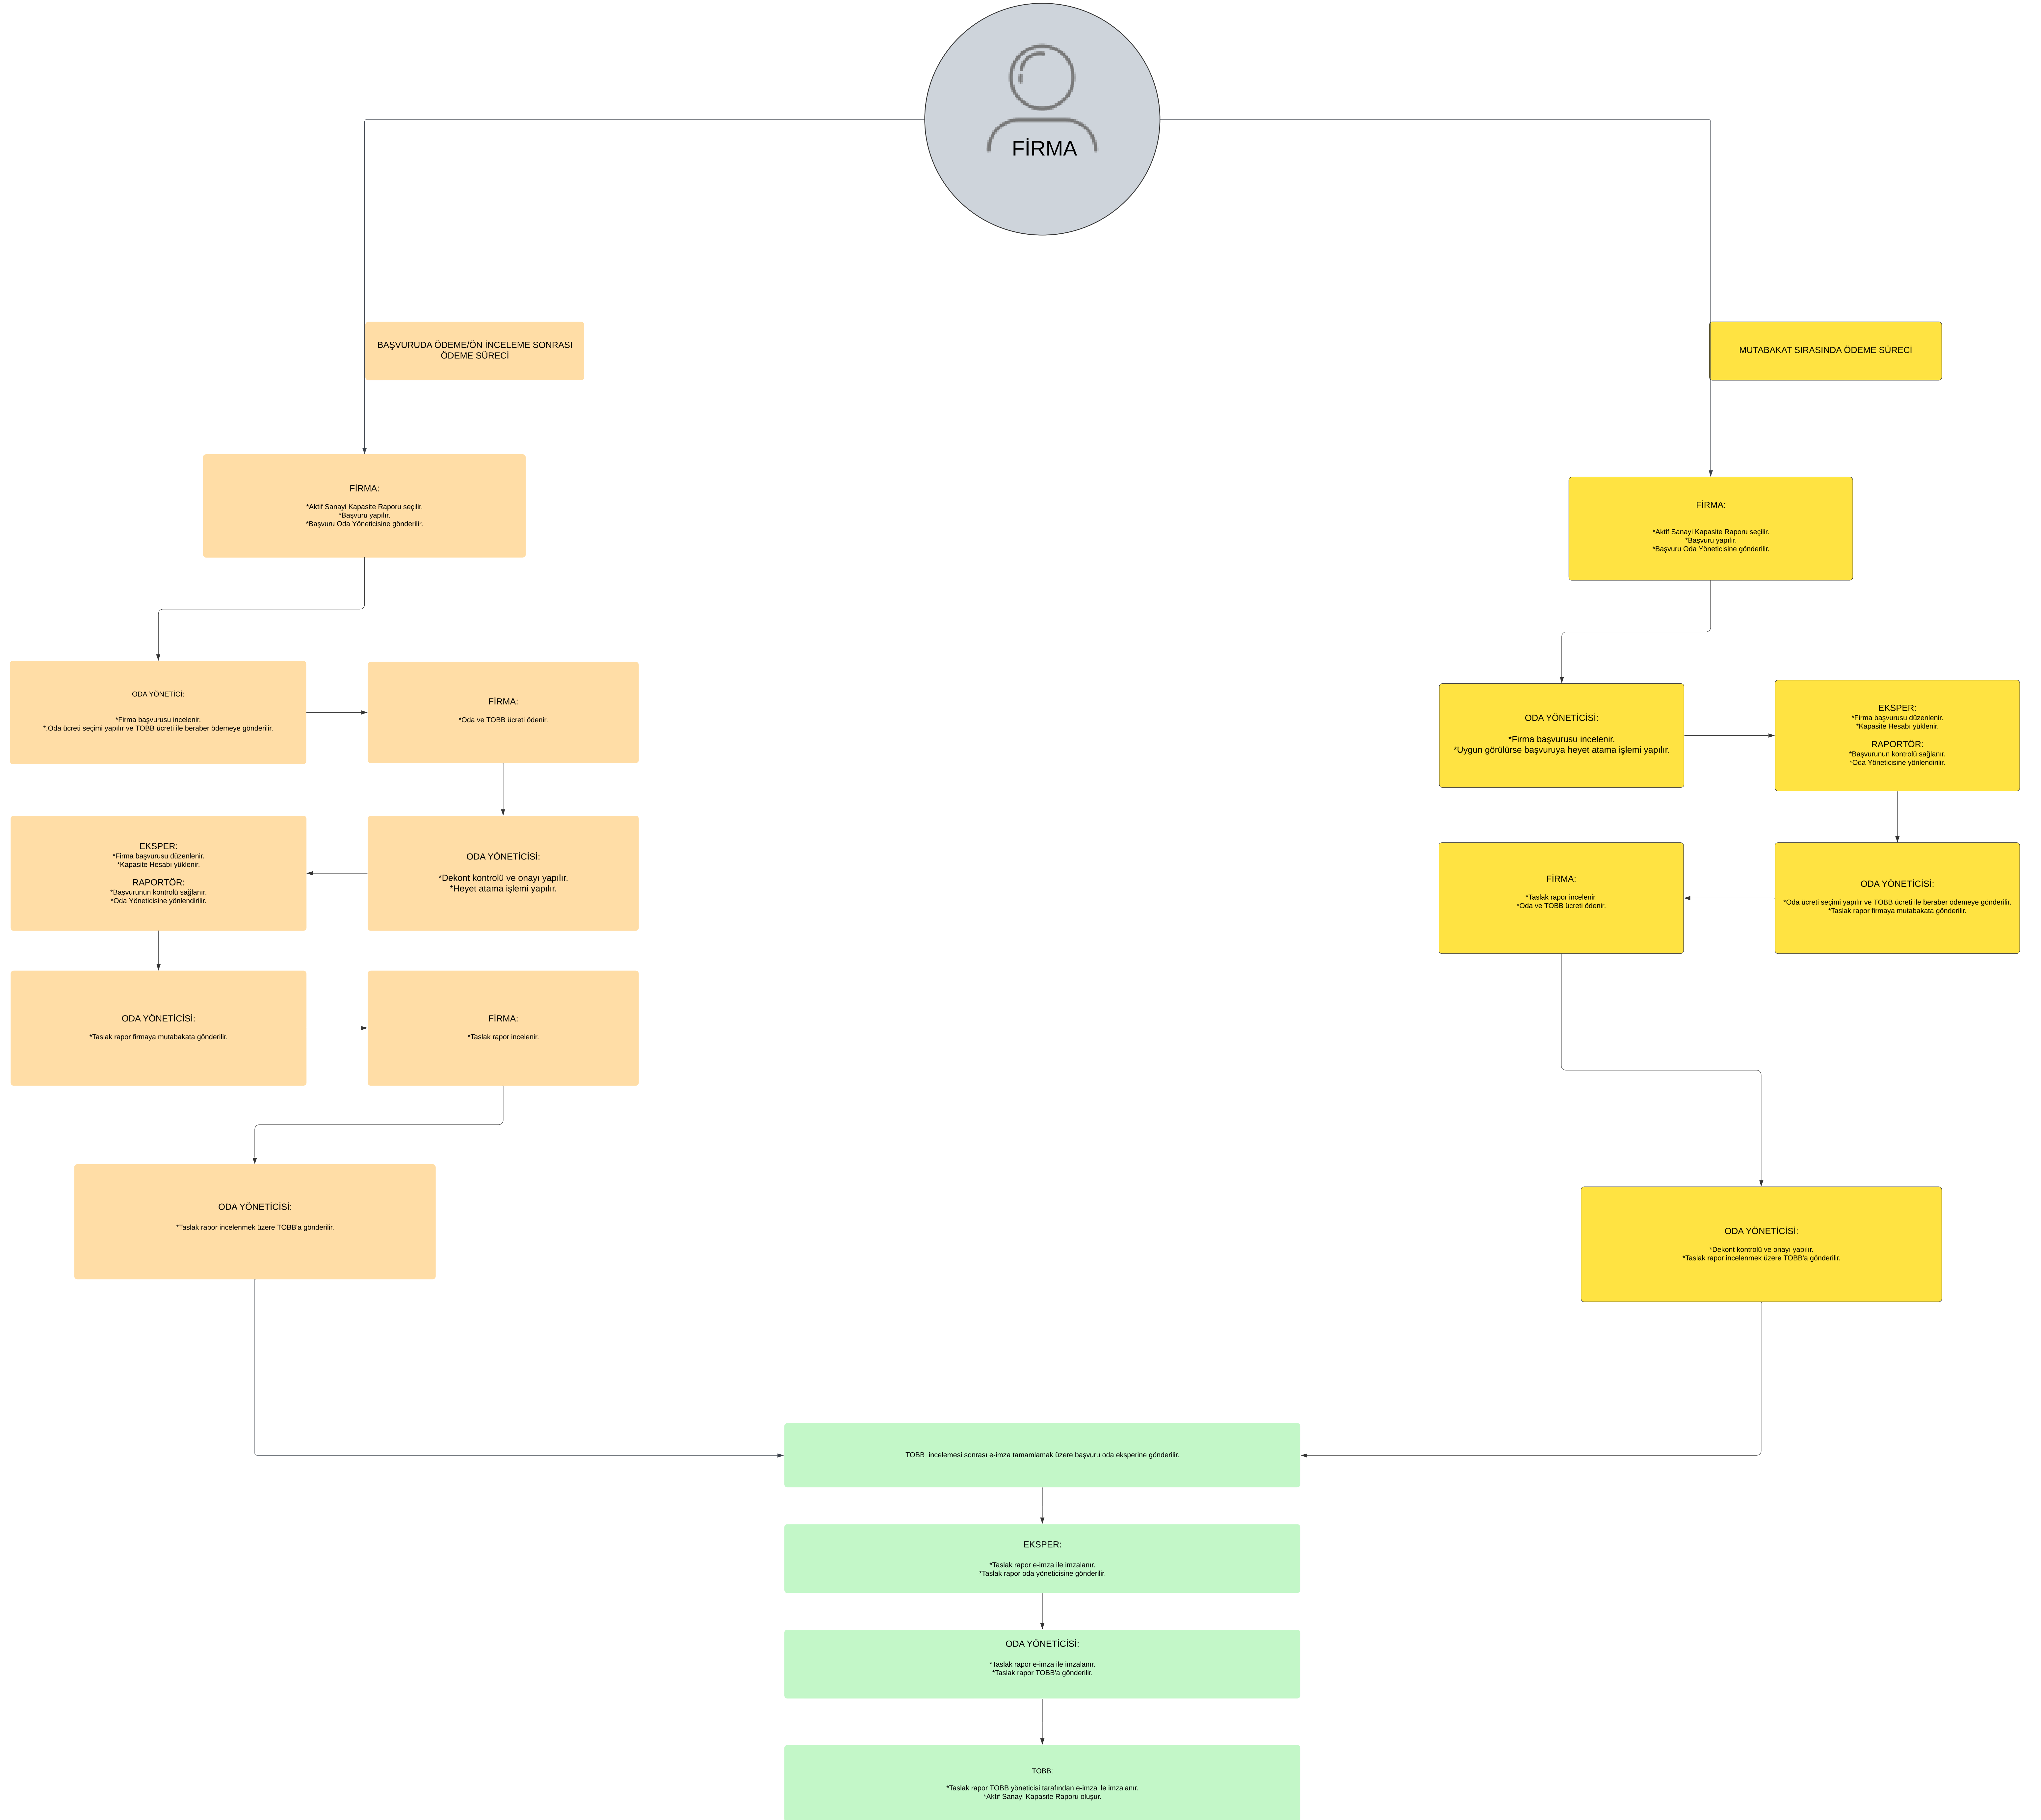 FİRMA
BAŞVURUDA ÖDEME/ÖN İNCELEME SONRASI
ÖDEME SÜRECİ
MUTABAKAT SIRASINDA ÖDEME SÜRECİ
FİRMA:
*Aktif Sanayi Kapasite Raporu seçilir.
*Başvuru yapılır.
*Başvuru Oda Yöneticisine gönderilir.
FİRMA:
*Aktif Sanayi Kapasite Raporu seçilir.
*Başvuru yapılır.
*Başvuru Oda Yöneticisine gönderilir.
ODA YÖNETİCİ:
*Firma başvurusu incelenir.
*.Oda ücreti seçimi yapılır ve TOBB ücreti ile beraber ödemeye gönderilir.
FİRMA:
*Oda ve TOBB ücreti ödenir.
ODA YÖNETİCİSİ:
*Firma başvurusu incelenir.
*Uygun görülürse başvuruya heyet atama işlemi yapılır.
EKSPER:
*Firma başvurusu düzenlenir.
*Kapasite Hesabı yüklenir.
RAPORTÖR:
*Başvurunun kontrolü sağlanır.
*Oda Yöneticisine yönlendirilir.
EKSPER:
*Firma başvurusu düzenlenir.
*Kapasite Hesabı yüklenir.
RAPORTÖR:
*Başvurunun kontrolü sağlanır.
*Oda Yöneticisine yönlendirilir.
ODA YÖNETİCİSİ:
*Dekont kontrolü ve onayı yapılır.
*Heyet atama işlemi yapılır.
FİRMA:
*Taslak rapor incelenir.
*Oda ve TOBB ücreti ödenir.
ODA YÖNETİCİSİ:
*Oda ücreti seçimi yapılır ve TOBB ücreti ile beraber ödemeye gönderilir.
*Taslak rapor firmaya mutabakata gönderilir.
ODA YÖNETİCİSİ:
*Taslak rapor firmaya mutabakata gönderilir.
FİRMA:
*Taslak rapor incelenir.
ODA YÖNETİCİSİ:
*Taslak rapor incelenmek üzere TOBB'a gönderilir.
ODA YÖNETİCİSİ:
*Dekont kontrolü ve onayı yapılır.
*Taslak rapor incelenmek üzere TOBB'a gönderilir.
TOBB  incelemesi sonrası e-imza tamamlamak üzere başvuru oda eksperine gönderilir.
EKSPER:
*Taslak rapor e-imza ile imzalanır.
*Taslak rapor oda yöneticisine gönderilir.
ODA YÖNETİCİSİ:
*Taslak rapor e-imza ile imzalanır.
*Taslak rapor TOBB'a gönderilir.
TOBB:
*Taslak rapor TOBB yöneticisi tarafından e-imza ile imzalanır.
*Aktif Sanayi Kapasite Raporu oluşur.